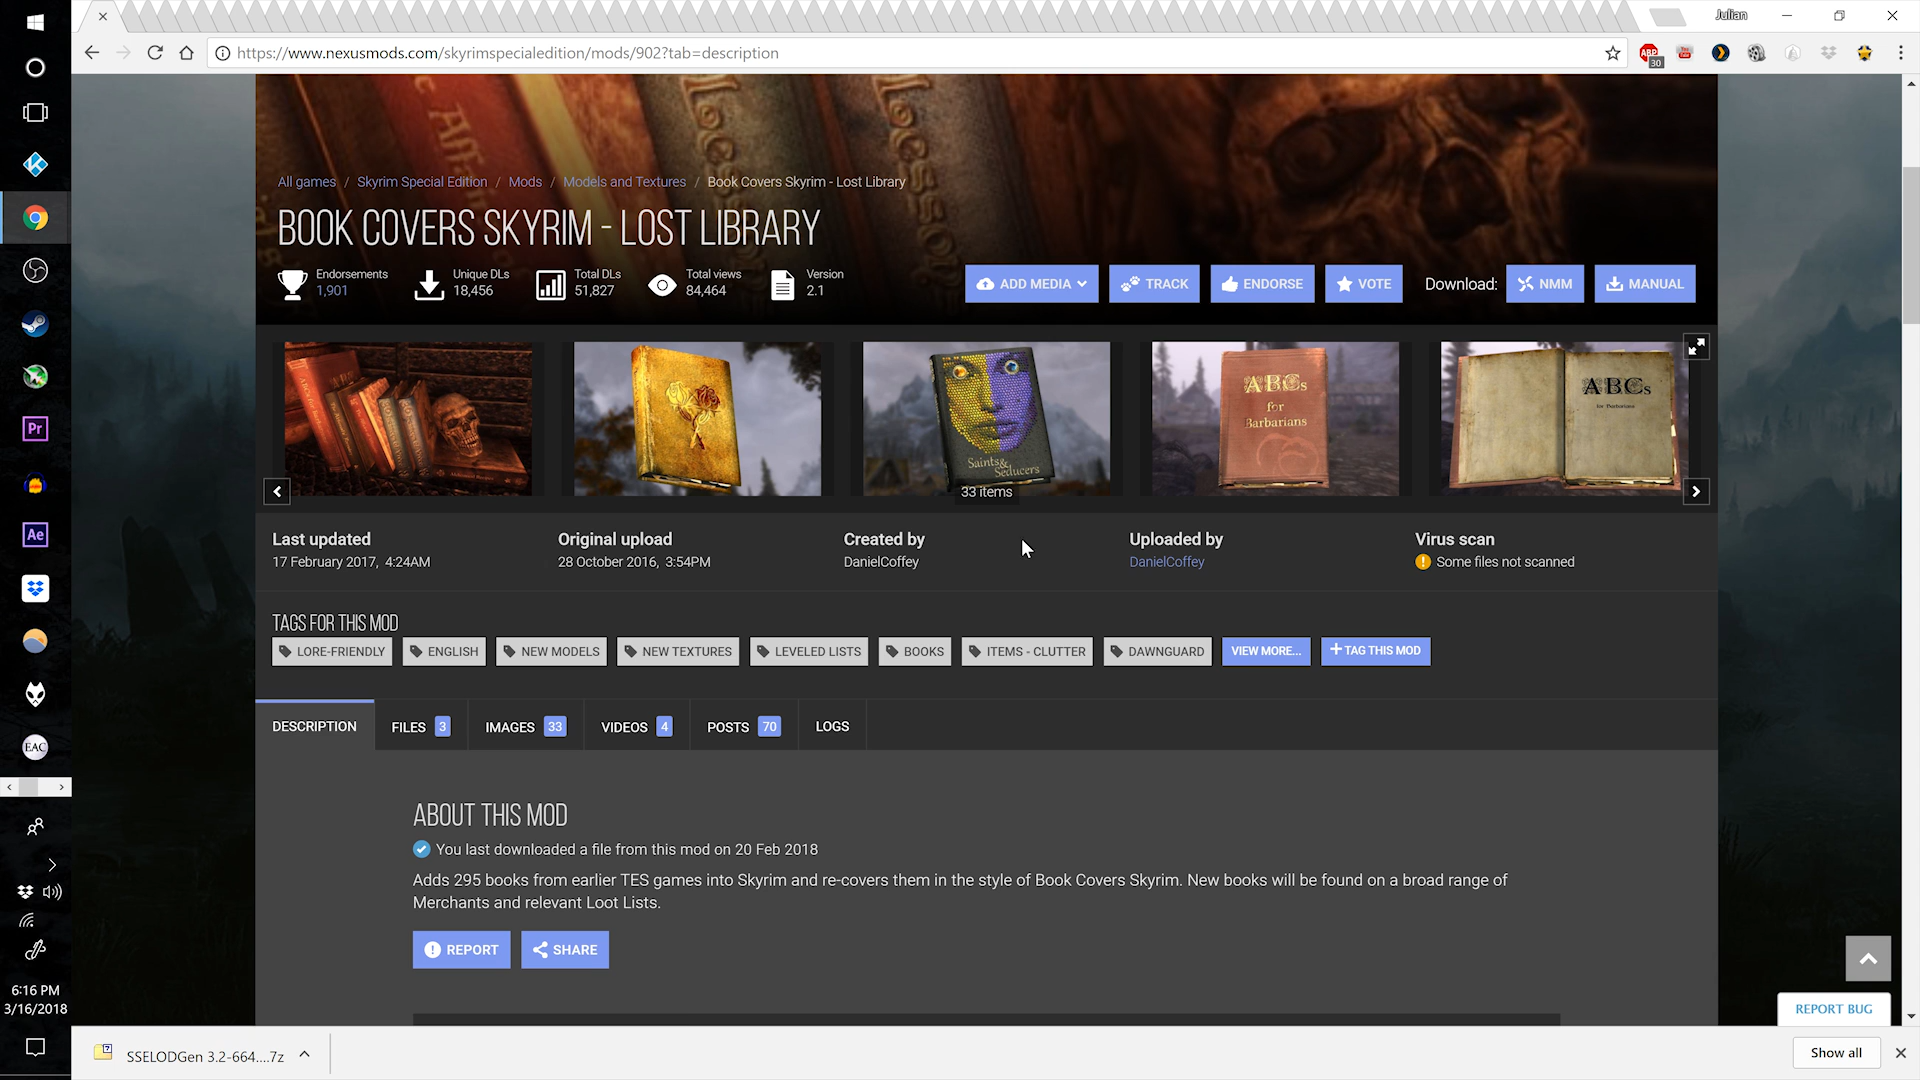 Julian
https://www.nexusmods.com/skyrimspecialedition/mods/902?tab=description
ABP
30
All games / Skyrim Special Edition / Mods / Models and Textures / Book Covers Skyrim - Lost Library
BOOK COVERS SKYRIM - LOST LIBRARY
Endorsements
1,901
Unique DLs
18,456
Total DLs
51,827
Total views
84,464
Version
2.1
ADD MEDIA
TRACK
ENDORSE
VOTE
Download:
NMM
MANUAL
Saints &
Seducers
ABCs
for
Barbarians
ABCs
for Barbarians
33 items
Last updated
17 February 2017, 4:24AM
Original upload
28 October 2016, 3:54PM
Created by
DanielCoffey
Uploaded by
DanielCoffey
Virus scan
Some files not scanned
TAGS FOR THIS MOD
LORE-FRIENDLY
ENGLISH
NEW MODELS
NEW TEXTURES
LEVELED LISTS
BOOKS
ITEMS - CLUTTER
DAWNGUARD
VIEW MORE...
TAG THIS MOD
DESCRIPTION
FILES 3
IMAGES 33
VIDEOS 4
POSTS 70
LOGS
ABOUT THIS MOD
You last downloaded a file from this mod on 20 Feb 2018
Adds 295 books from earlier TES games into Skyrim and re-covers them in the style of Book Covers Skyrim. New books will be found on a broad range of
Merchants and relevant Loot Lists.
REPORT
SHARE
REPORT BUG
Pr
Ae
EAC
6:16 PM
3/16/2018
SSELODGen 3.2-664....7z
Show all